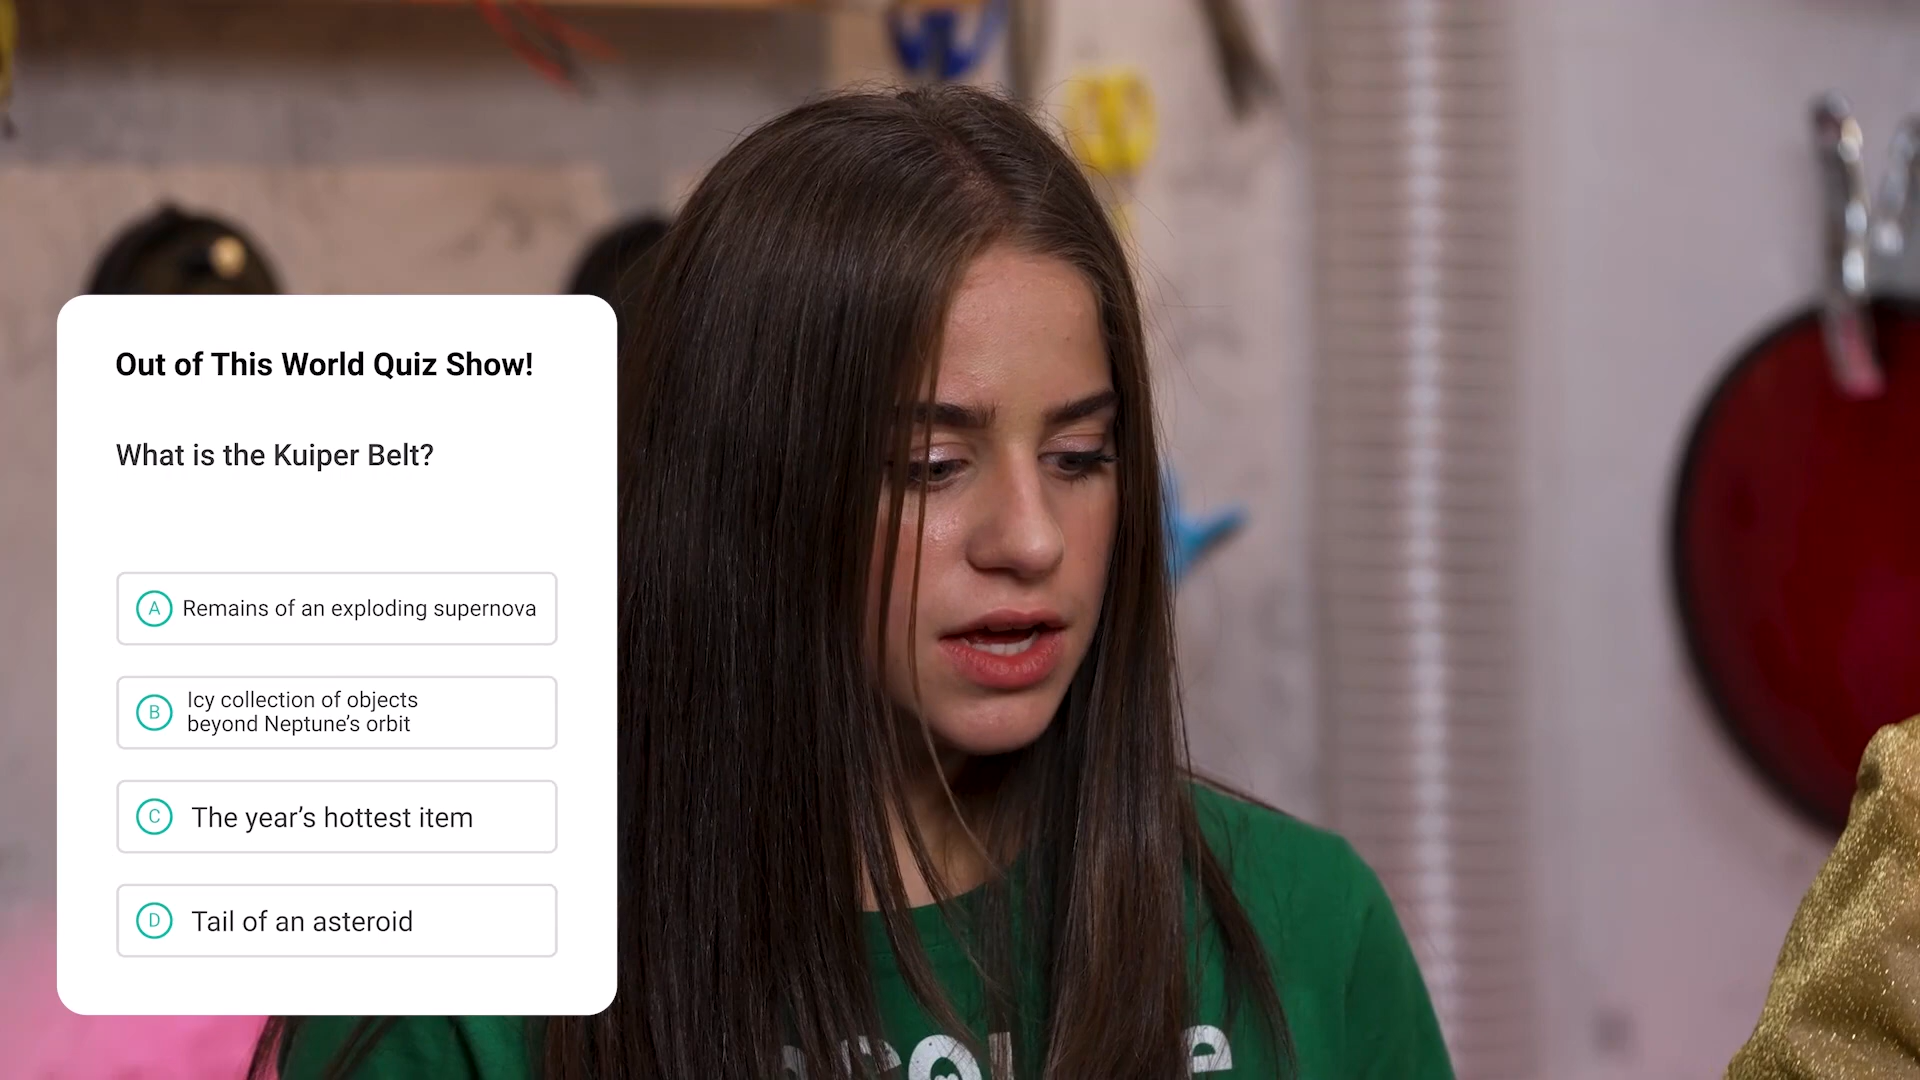 Out of This World Quiz Show!
What is the Kuiper Belt?
A Remains of an exploding supernova
B Icy collection of objects
beyond Neptune’s orbit
C The year’s hottest item
D Tail of an asteroid